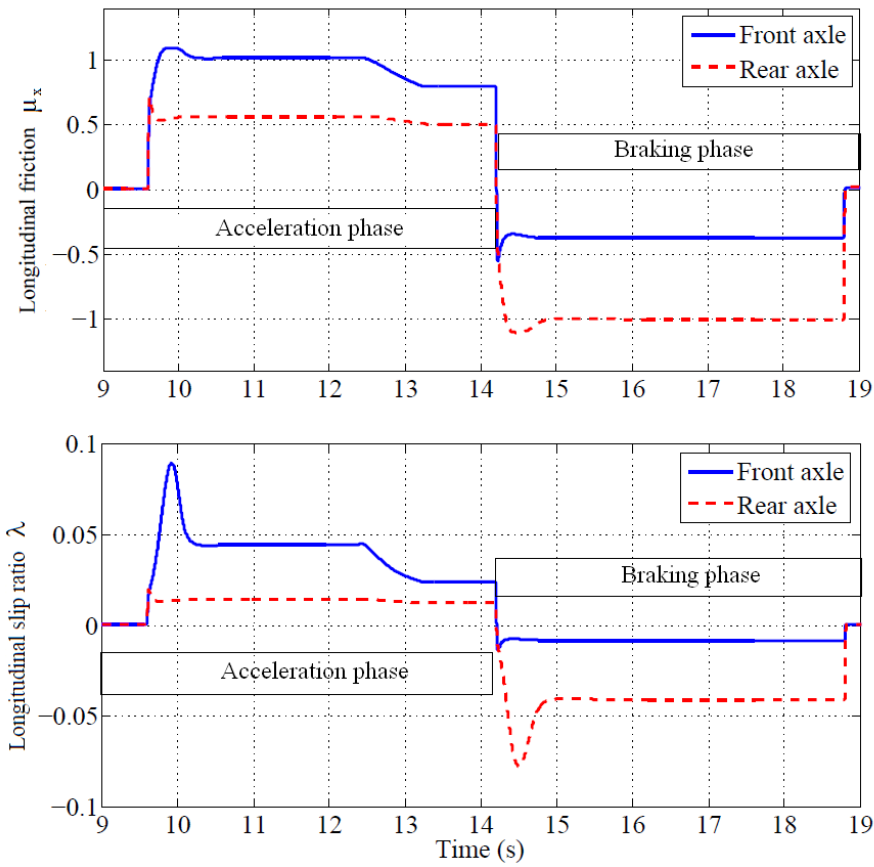 Longitudinal friction μx
1
0.5
0
−0.5
−1
Front axle
Rear axle
Braking phase
Acceleration phase
9 10 11 12 13 14 15 16 17 18 19
Longitudinal slip ratio λ
0.1
0.05
0
−0.05
−0.1
Front axle
Rear axle
Braking phase
Acceleration phase
9 10 11 12 13 14 15 16 17 18 19
Time (s)